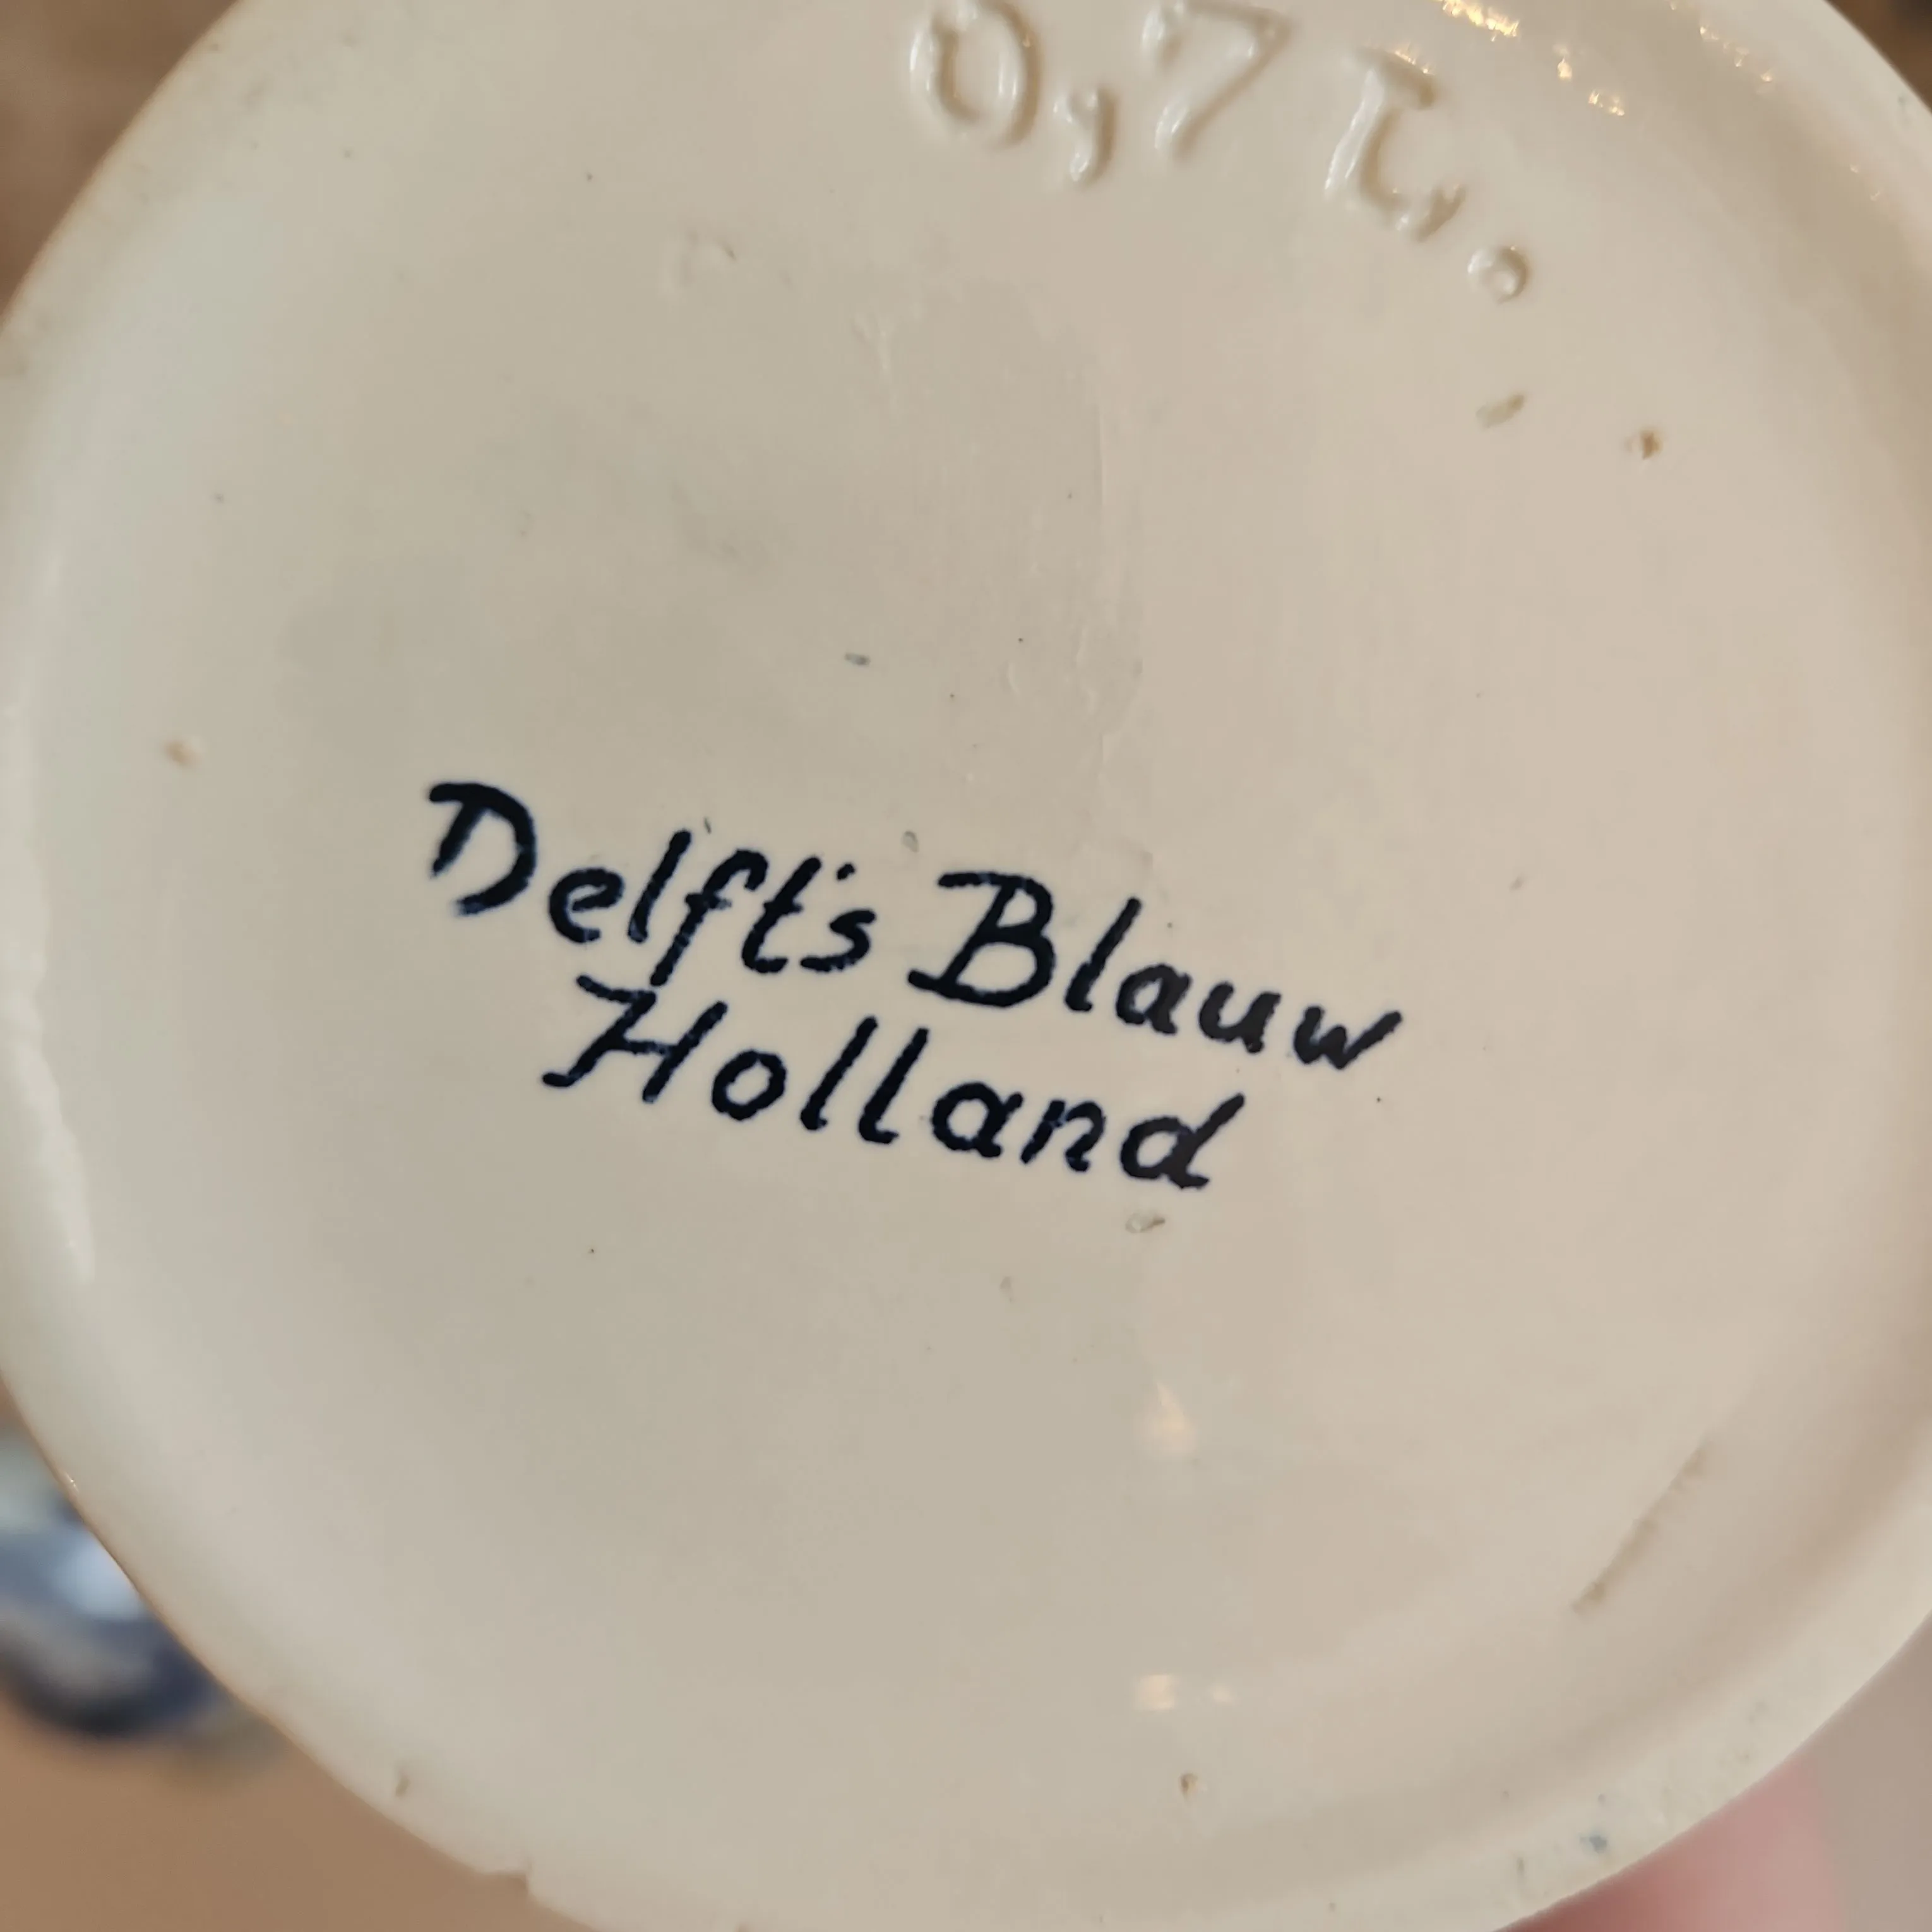 0,7 L.
Delft's Blauw
Holland